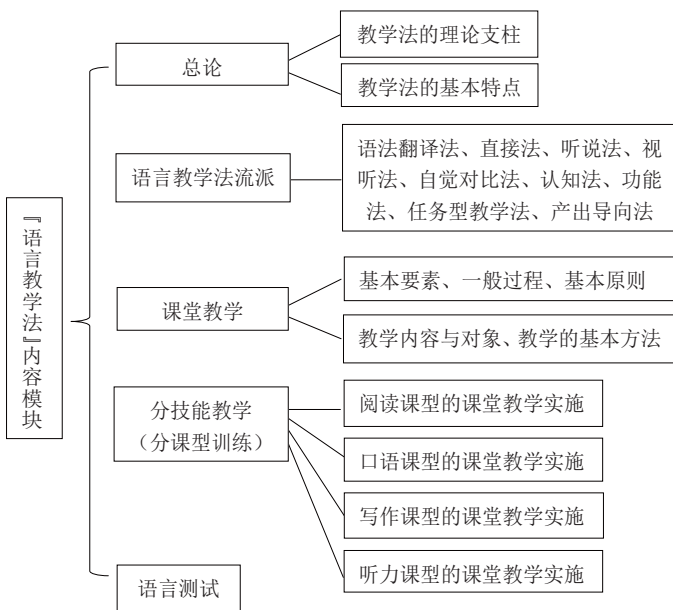 『语言教学法』内容模块
总论
教学法的理论支柱
教学法的基本特点
语言教学法流派
语法翻译法、直接法、听说法、视
听法、自觉对比法、认知法、功能
法、任务型教学法、产出导向法
课堂教学
基本要素、一般过程、基本原则
教学内容与对象、教学的基本方法
分技能教学
（分课型训练）
阅读课型的课堂教学实施
口语课型的课堂教学实施
写作课型的课堂教学实施
听力课型的课堂教学实施
语言测试